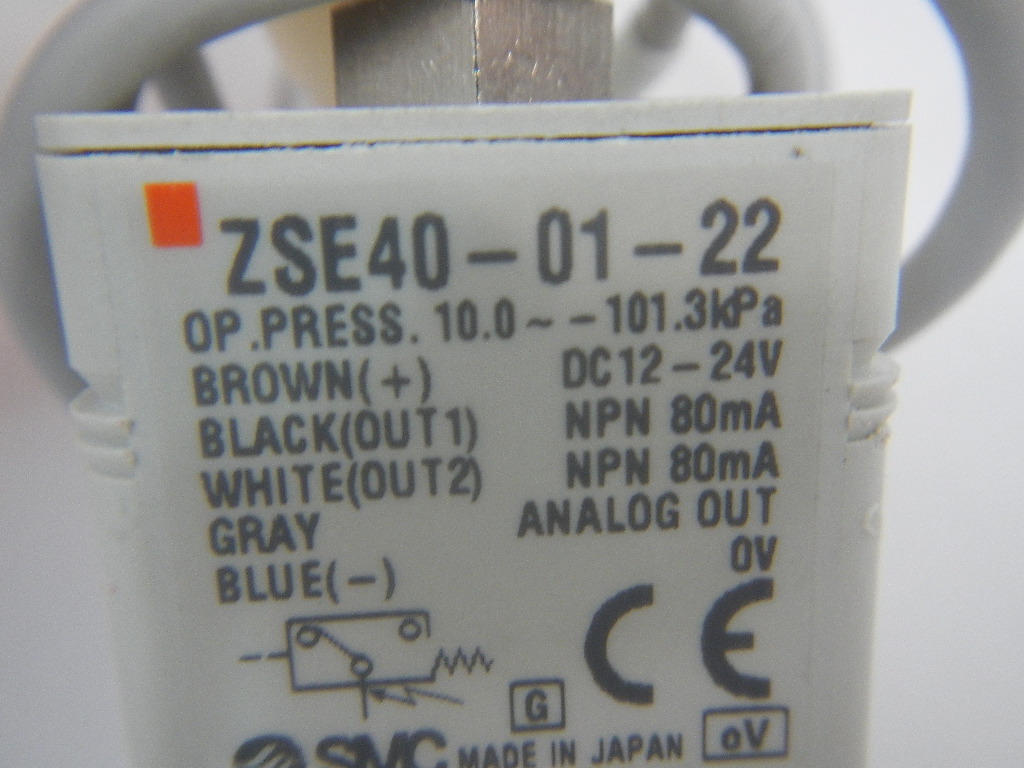 ZSE40-01-22
OP.PRESS. 10.0~-101.3kPa
BROWN(+) DC12-24V
BLACK(OUT1) NPN 80mA
WHITE(OUT2) NPN 80mA
GRAY ANALOG OUT
BLUE(-) 0V
CE
G
SMC MADE IN JAPAN oV